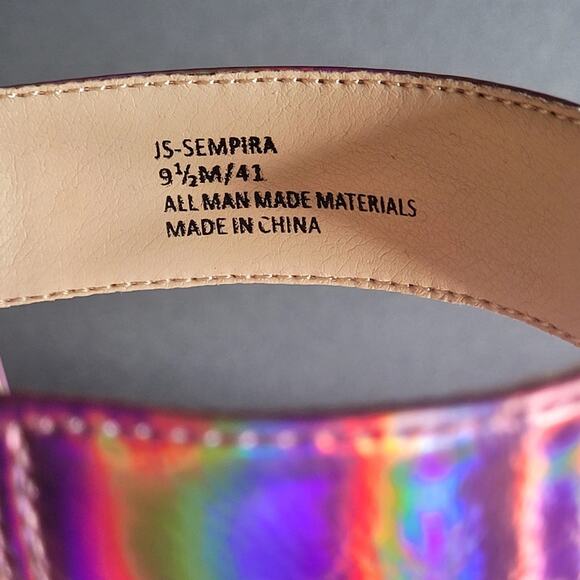 JS-SEMPIRA
9½M/41
ALL MAN MADE MATERIALS
MADE IN CHINA